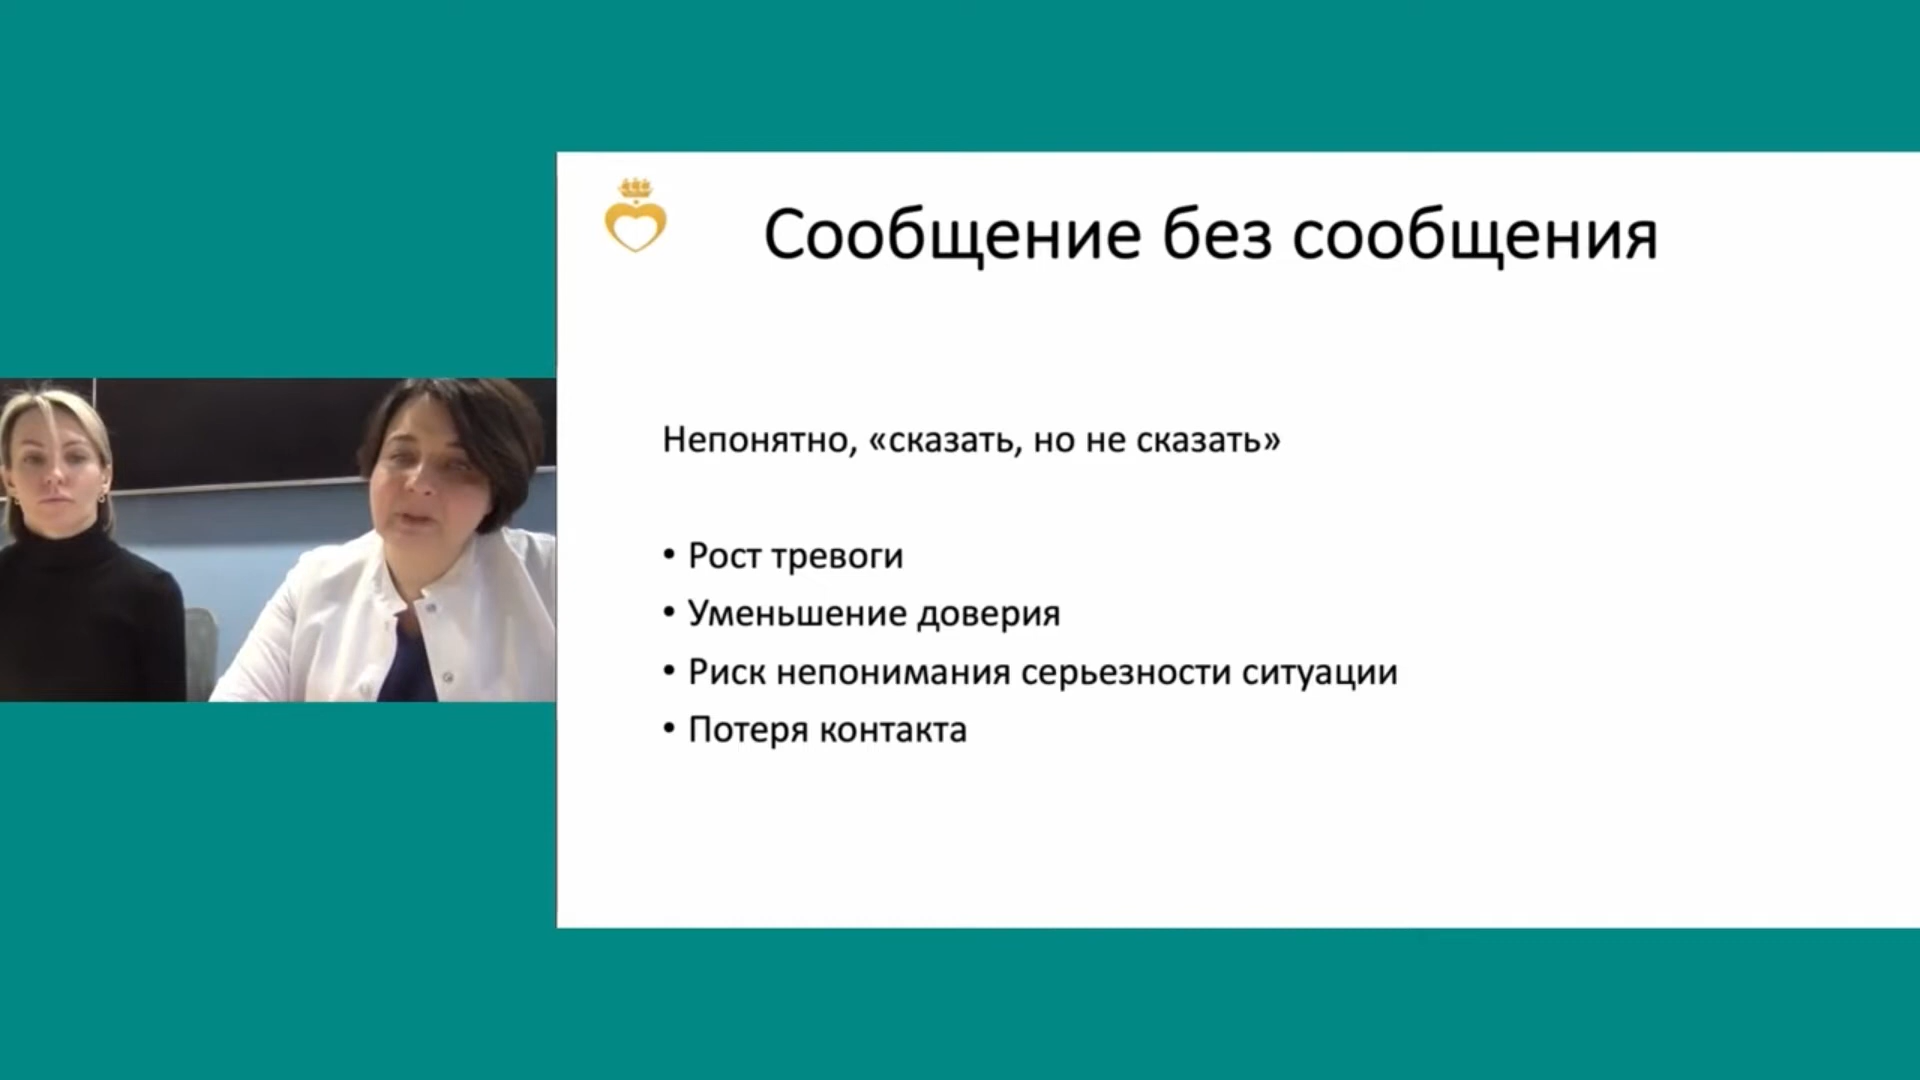 Сообщение без сообщения
Непонятно, «сказать, но не сказать»
• Рост тревоги
• Уменьшение доверия
• Риск непонимания серьезности ситуации
• Потеря контакта